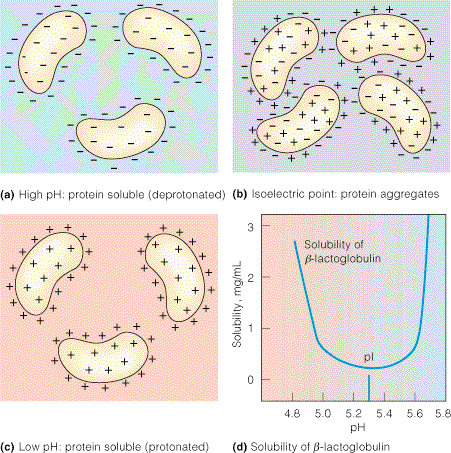 (a) High pH: protein soluble (deprotonated)
(b) Isoelectric point: protein aggregates
(c) Low pH: protein soluble (protonated)
Solubility, mg/mL
3
2
1
0
Solubility of
β-lactoglobulin
pI
4.8 5.0 5.2 5.4 5.6 5.8
pH
(d) Solubility of β-lactoglobulin